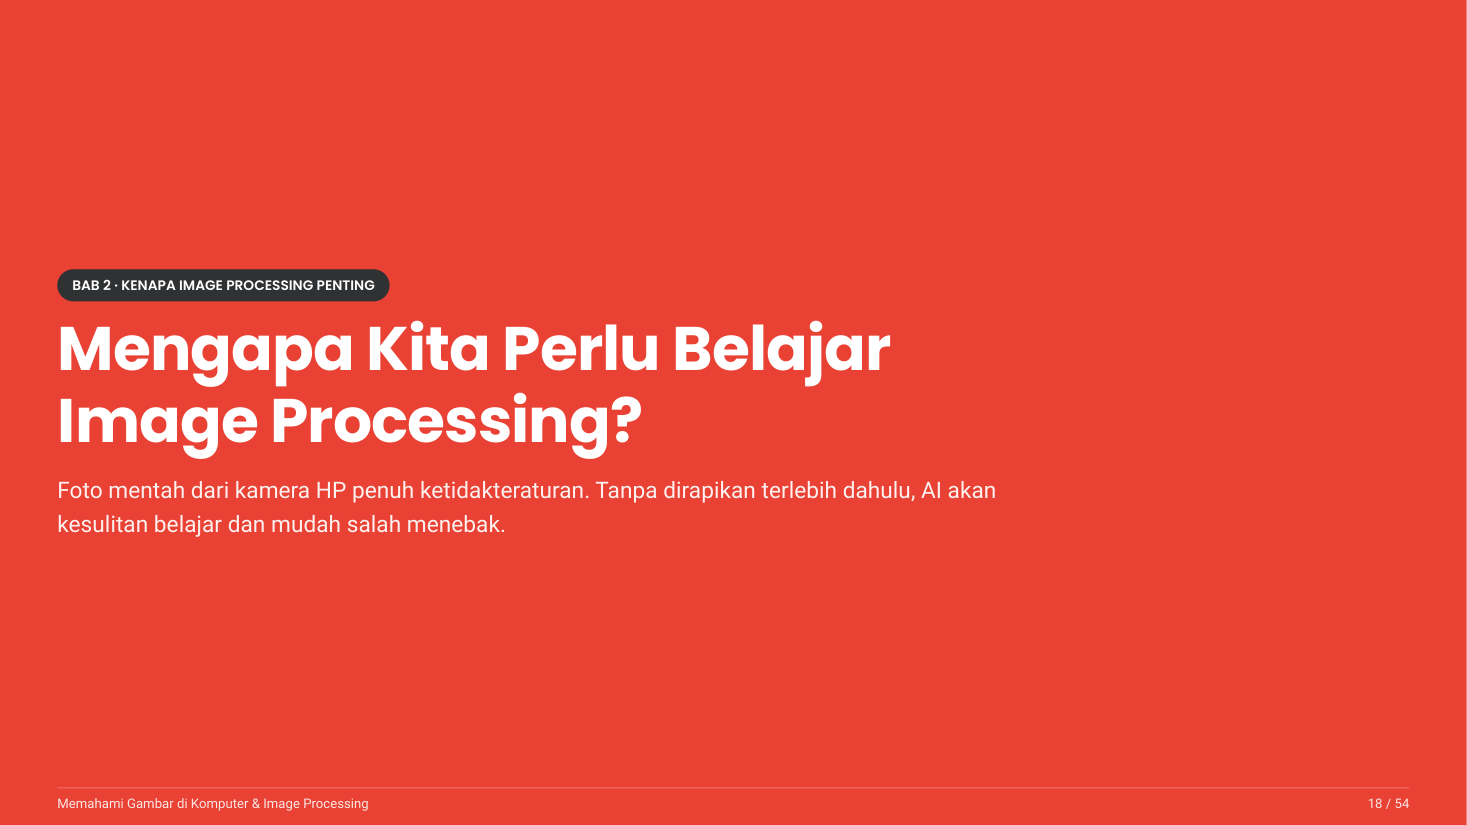 BAB 2 · KENAPA IMAGE PROCESSING PENTING
Mengapa Kita Perlu Belajar
Image Processing?
Foto mentah dari kamera HP penuh ketidakteraturan. Tanpa dirapikan terlebih dahulu, AI akan
kesulitan belajar dan mudah salah menebak.
Memahami Gambar di Komputer & Image Processing
18 / 54